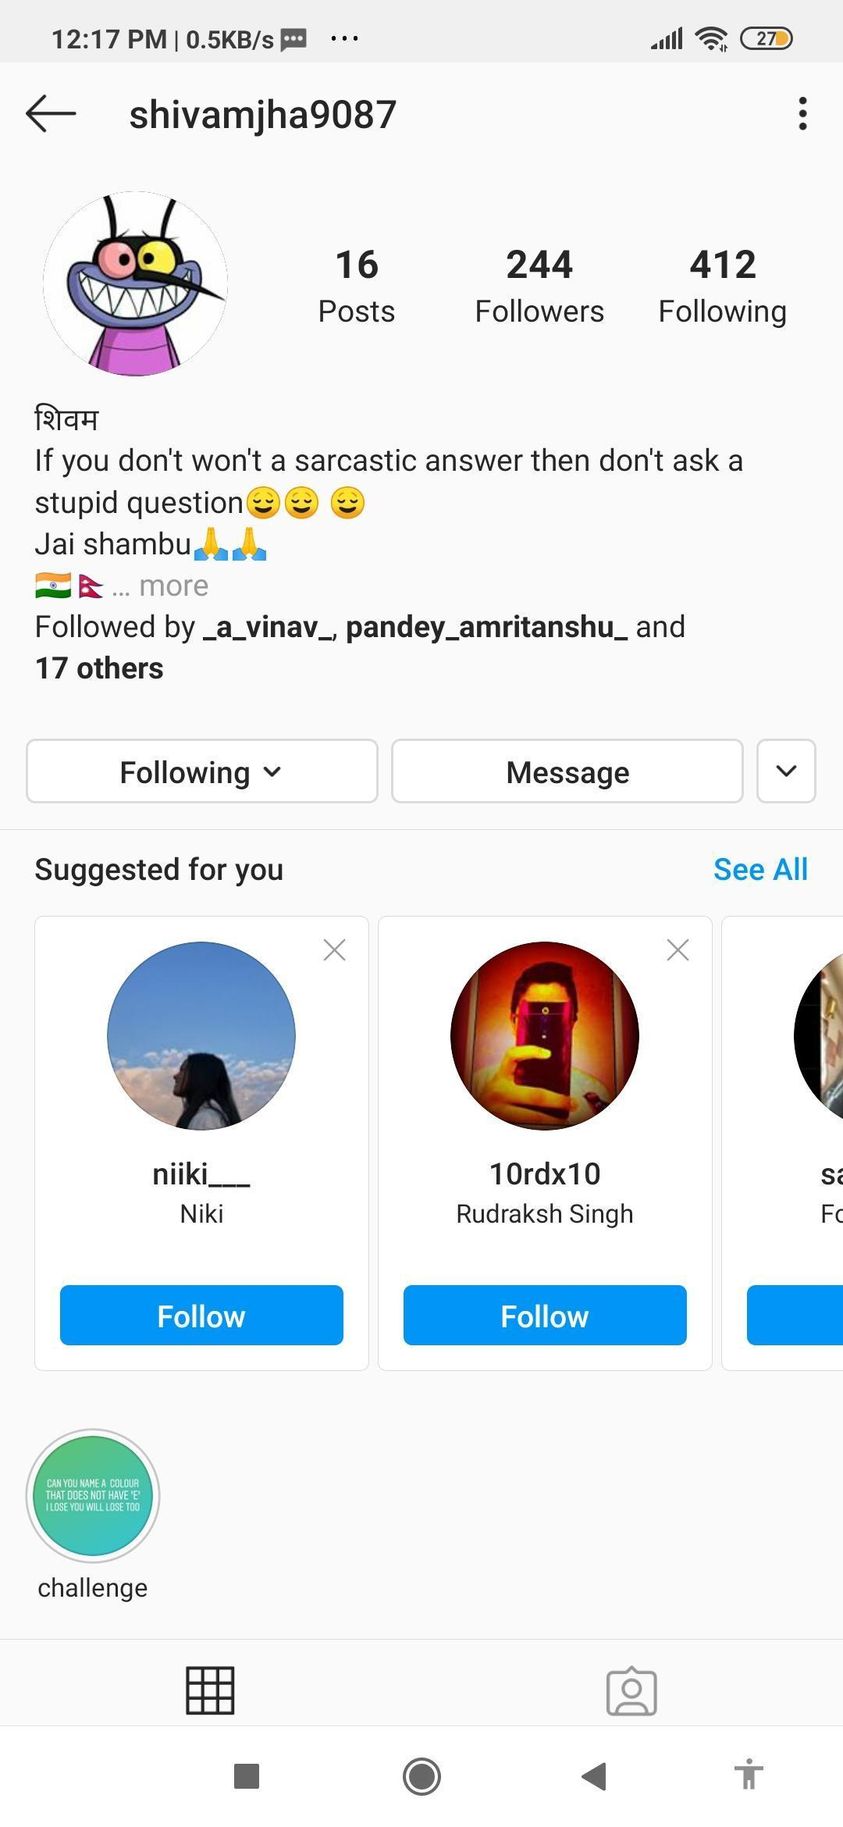 12:17 PM | 0.5KB/s ...
27
shivamjha9087
16 244 412
Posts Followers Following
शिवम
If you don't won't a sarcastic answer then don't ask a
stupid question😌😌 😌
Jai shambu🙏🙏
🇮🇳🇳🇵 ... more
Followed by _a_vinav_, pandey_amritanshu_ and
17 others
Following Message
Suggested for you See All
niiki___ 10rdx10
Niki Rudraksh Singh
Follow Follow
CAN YOU NAME A COLOUR
THAT DOES NOT HAVE 'E'
I LOSE YOU WILL LOSE TOO
challenge